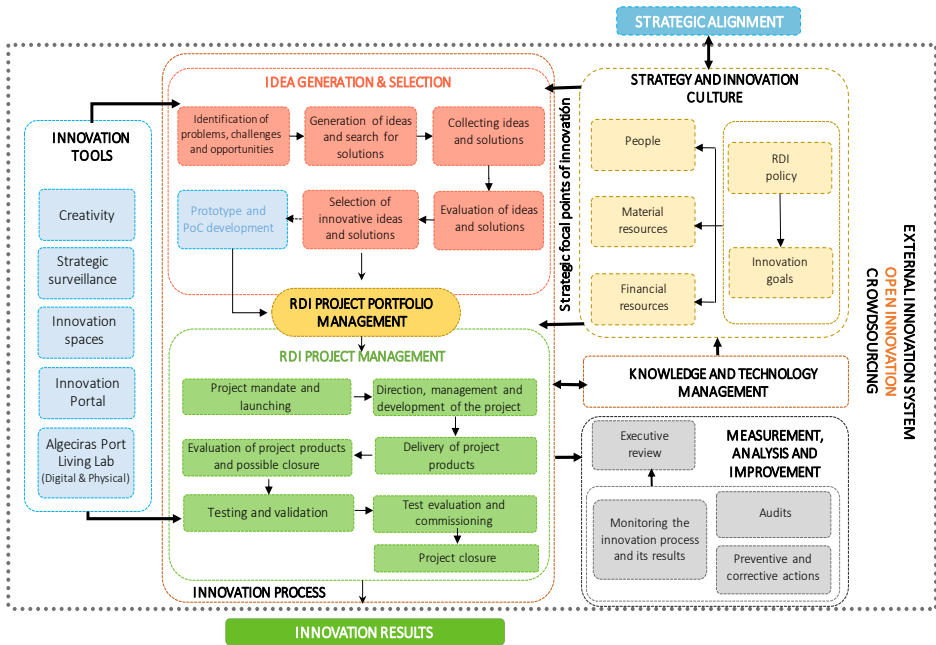 STRATEGIC ALIGNMENT
IDEA GENERATION & SELECTION
Identification of
problems, challenges
and opportunities
Generation of ideas
and search for
solutions
Collecting ideas
and solutions
Prototype and
PoC development
Selection of
innovative ideas
and solutions
Evaluation of ideas
and solutions
INNOVATION
TOOLS
Creativity
Strategic
surveillance
Innovation
spaces
Innovation
Portal
Algeciras Port
Living Lab
(Digital & Physical)
RDI PROJECT PORTFOLIO
MANAGEMENT
RDI PROJECT MANAGEMENT
Project mandate and
launching
Direction, management and
development of the project
Evaluation of project products
and possible closure
Delivery of project
products
Testing and validation
Test evaluation and
commissioning
Project closure
INNOVATION PROCESS
INNOVATION RESULTS
Strategic focal points of innovation
STRATEGY AND INNOVATION
CULTURE
People
Material
resources
Financial
resources
RDI
policy
Innovation
goals
KNOWLEDGE AND TECHNOLOGY
MANAGEMENT
MEASUREMENT,
ANALYSIS AND
IMPROVEMENT
Executive
review
Monitoring the
innovation process
and its results
Audits
Preventive and
corrective actions
EXTERNAL INNOVATION SYSTEM
OPEN INNOVATION
CROWDSOURCING